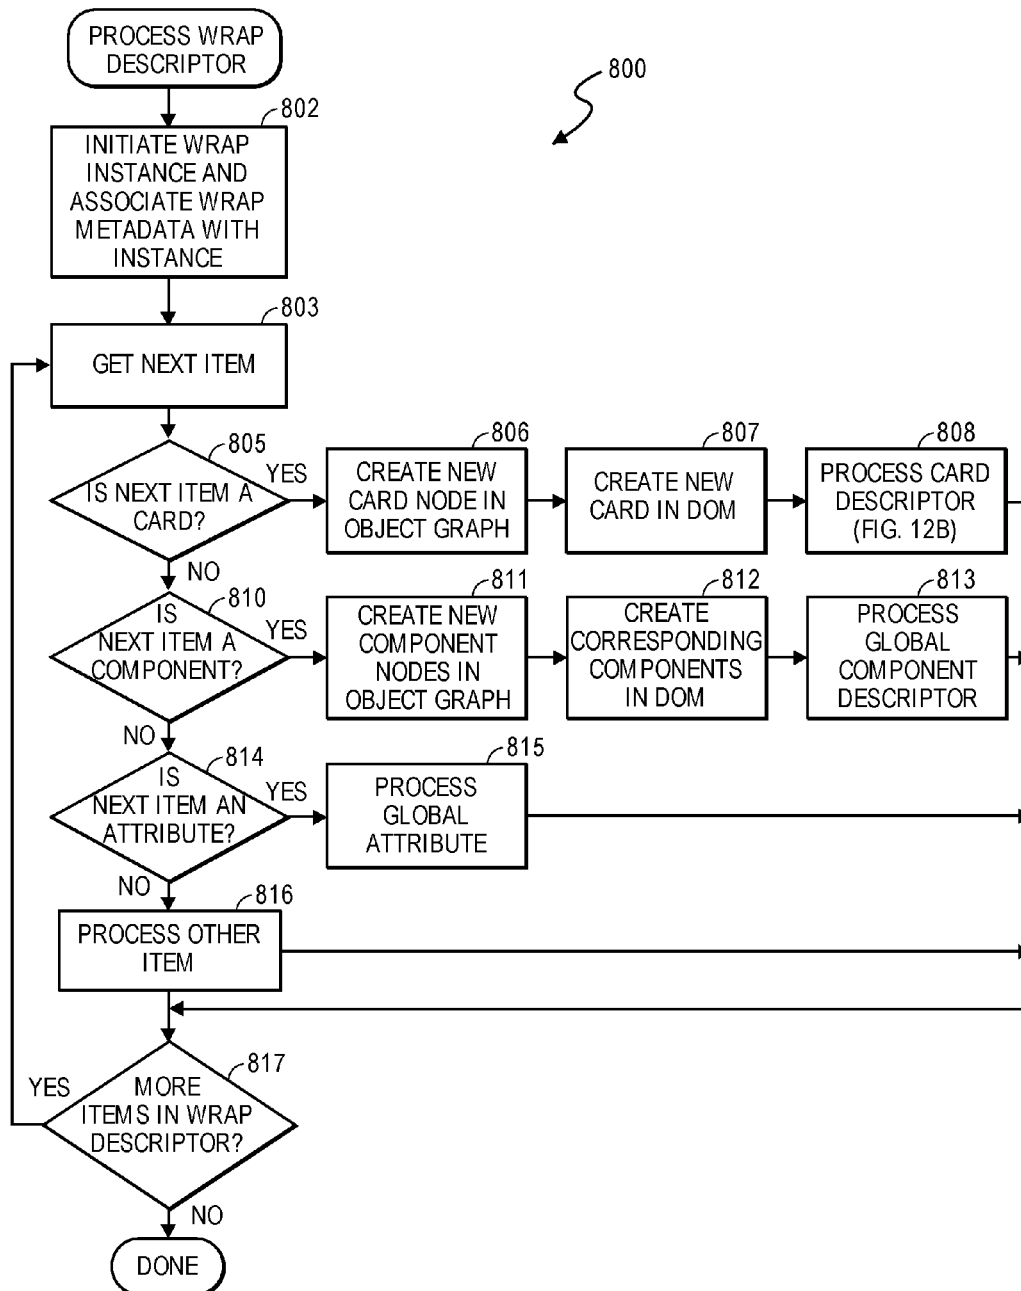 PROCESS WRAP
DESCRIPTOR
800
802
INITIATE WRAP
INSTANCE AND
ASSOCIATE WRAP
METADATA WITH
INSTANCE
803
GET NEXT ITEM
805
IS NEXT ITEM A
CARD?
YES
NO
806
CREATE NEW
CARD NODE IN
OBJECT GRAPH
807
CREATE NEW
CARD IN DOM
808
PROCESS CARD
DESCRIPTOR
(FIG. 12B)
810
IS
NEXT ITEM A
COMPONENT?
YES
NO
811
CREATE NEW
COMPONENT
NODES IN
OBJECT GRAPH
812
CREATE
CORRESPONDING
COMPONENTS
IN DOM
813
PROCESS
GLOBAL
COMPONENT
DESCRIPTOR
814
IS
NEXT ITEM AN
ATTRIBUTE?
YES
NO
815
PROCESS
GLOBAL
ATTRIBUTE
816
PROCESS OTHER
ITEM
817
MORE
ITEMS IN WRAP
DESCRIPTOR?
YES
NO
DONE